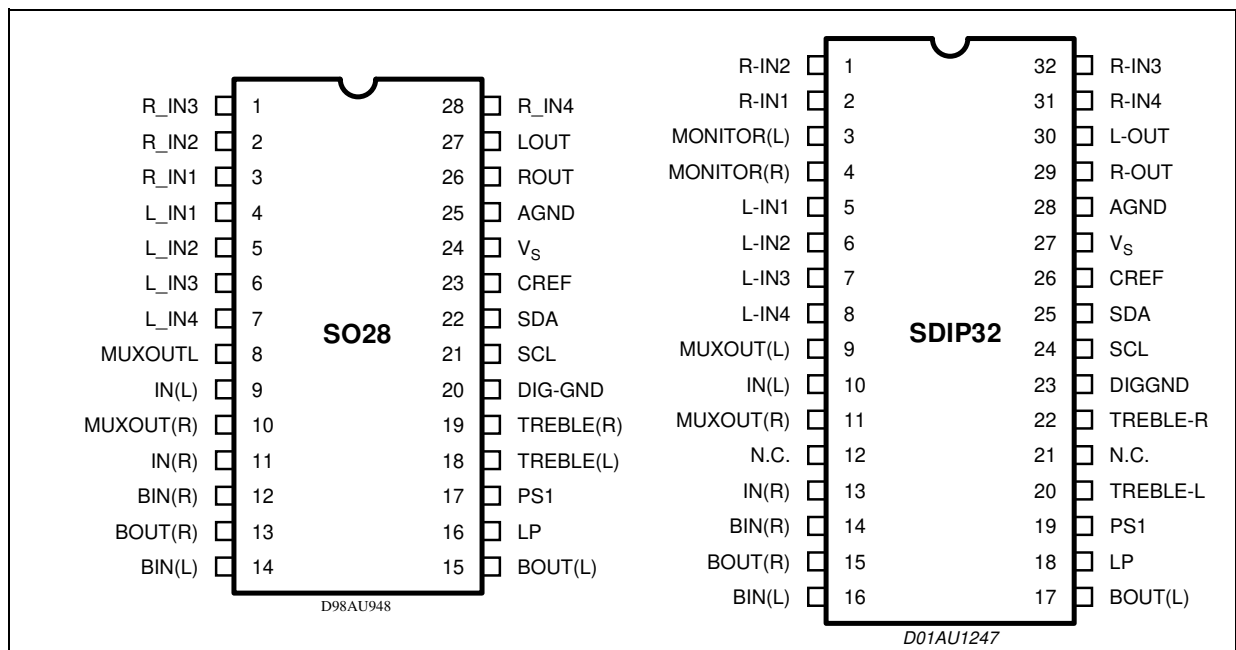 R_IN3 1 28 R_IN4
R_IN2 2 27 LOUT
R_IN1 3 26 ROUT
L_IN1 4 25 AGND
L_IN2 5 24 VS
L_IN3 6 23 CREF
L_IN4 7 22 SDA
SO28
MUXOUTL 8 21 SCL
IN(L) 9 20 DIG-GND
MUXOUT(R) 10 19 TREBLE(R)
IN(R) 11 18 TREBLE(L)
BIN(R) 12 17 PS1
BOUT(R) 13 16 LP
BIN(L) 14 15 BOUT(L)
D98AU948
R-IN2 1 32 R-IN3
R-IN1 2 31 R-IN4
MONITOR(L) 3 30 L-OUT
MONITOR(R) 4 29 R-OUT
L-IN1 5 28 AGND
L-IN2 6 27 VS
L-IN3 7 26 CREF
L-IN4 8 25 SDA
SDIP32
MUXOUT(L) 9 24 SCL
IN(L) 10 23 DIGGND
MUXOUT(R) 11 22 TREBLE-R
N.C. 12 21 N.C.
IN(R) 13 20 TREBLE-L
BIN(R) 14 19 PS1
BOUT(R) 15 18 LP
BIN(L) 16 17 BOUT(L)
D01AU1247